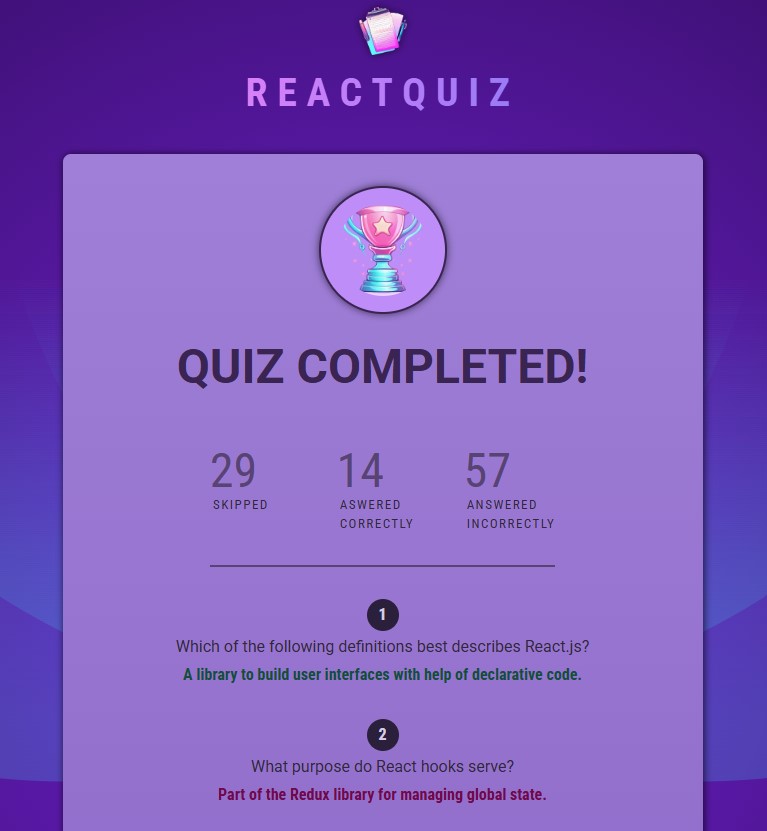 REACTQUIZ
QUIZ COMPLETED!
29 14 57
SKIPPED ASWERED ANSWERED
CORRECTLY INCORRECTLY
1
Which of the following definitions best describes React.js?
A library to build user interfaces with help of declarative code.
2
What purpose do React hooks serve?
Part of the Redux library for managing global state.